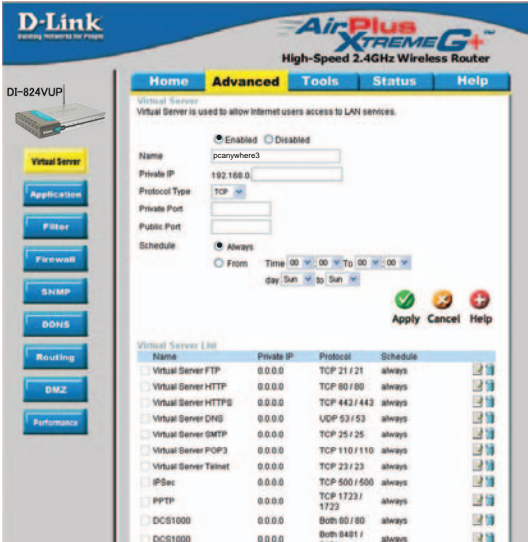 D-Link
Building Networks for People
AirPlus
XTREME G+™
High-Speed 2.4GHz Wireless Router
DI-824VUP
Home Advanced Tools Status Help
Virtual Server
Application
Filter
Firewall
SNMP
DDNS
Routing
DMZ
Performance
Virtual Server
Virtual Server is used to allow Internet users access to LAN services.
Enabled Disabled
Name pcanywhere3
Private IP 192.168.0.
Protocol Type TCP
Private Port
Public Port
Schedule Always
From Time 00 : 00 To 00 : 00
day Sun to Sun
Apply Cancel Help
Virtual Server List
Name Private IP Protocol Schedule
Virtual Server FTP 0.0.0.0 TCP 21 / 21 always
Virtual Server HTTP 0.0.0.0 TCP 80 / 80 always
Virtual Server HTTPS 0.0.0.0 TCP 443 / 443 always
Virtual Server DNS 0.0.0.0 UDP 53 / 53 always
Virtual Server SMTP 0.0.0.0 TCP 25 / 25 always
Virtual Server POP3 0.0.0.0 TCP 110 / 110 always
Virtual Server Telnet 0.0.0.0 TCP 23 / 23 always
IPSec 0.0.0.0 TCP 500 / 500 always
PPTP 0.0.0.0 TCP 1723 / 1723 always
DCS1000 0.0.0.0 Both 80 / 80 always
DCS1000 0.0.0.0 Both 8481 / always